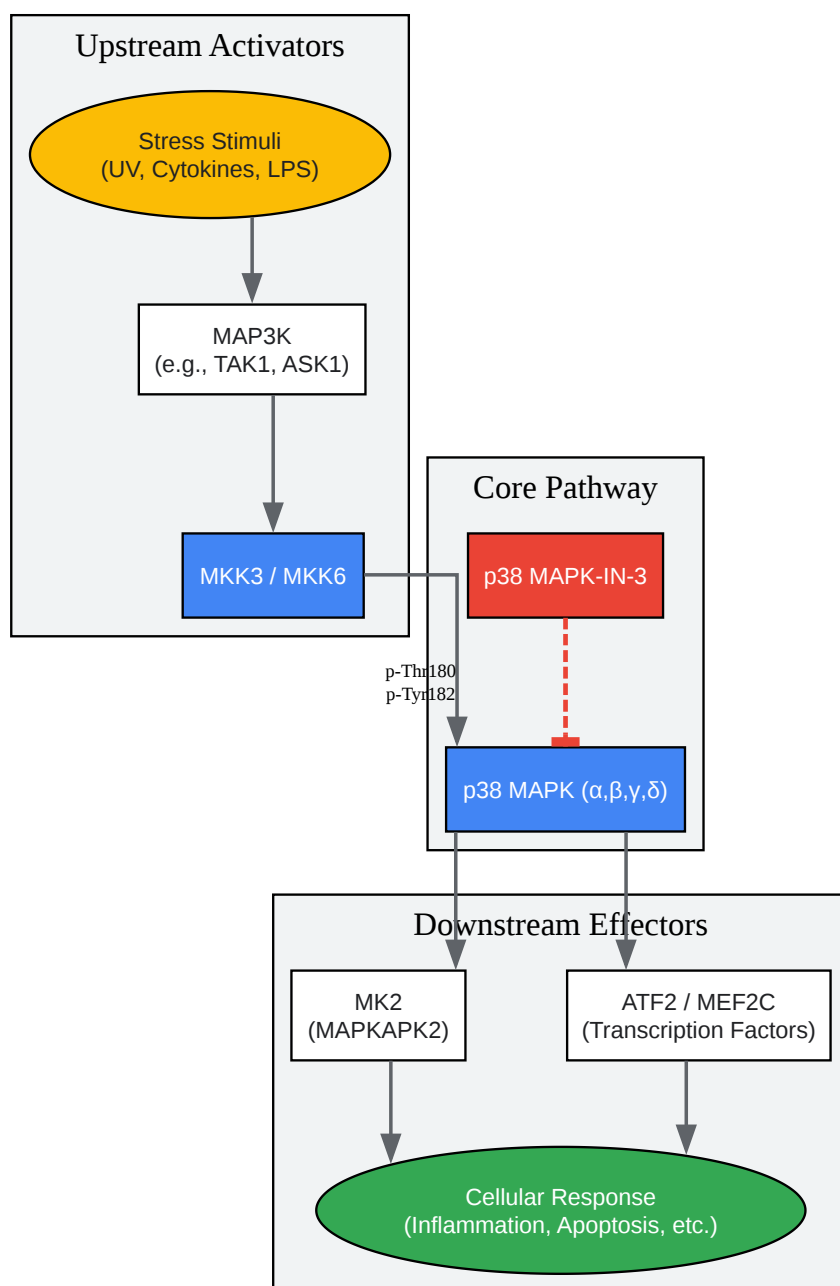 Upstream Activators
Stress Stimuli
(UV, Cytokines, LPS)
MAP3K
(e.g., TAK1, ASK1)
MKK3 / MKK6
Core Pathway
p38 MAPK-IN-3
p-Thr180
p-Tyr182
p38 MAPK (α,β,γ,δ)
Downstream Effectors
MK2
(MAPKAPK2)
ATF2 / MEF2C
(Transcription Factors)
Cellular Response
(Inflammation, Apoptosis, etc.)